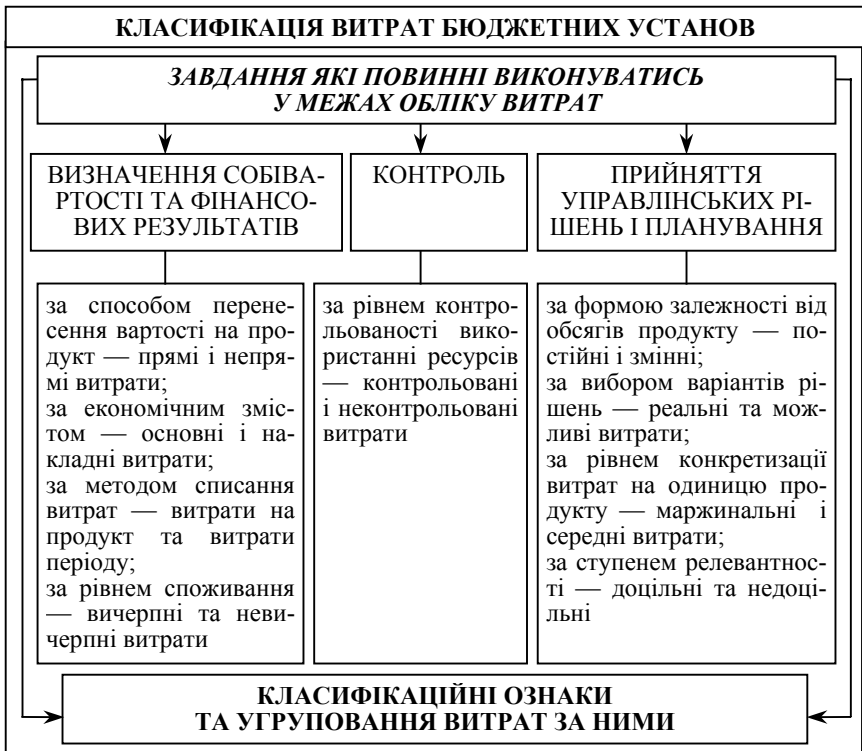 КЛАСИФІКАЦІЯ ВИТРАТ БЮДЖЕТНИХ УСТАНОВ
ЗАВДАННЯ ЯКІ ПОВИННІ ВИКОНУВАТИСЬ
У МЕЖАХ ОБЛІКУ ВИТРАТ
ВИЗНАЧЕННЯ СОБІВА-
РТОСТІ ТА ФІНАНСО-
ВИХ РЕЗУЛЬТАТІВ
КОНТРОЛЬ
ПРИЙНЯТТЯ
УПРАВЛІНСЬКИХ РІ-
ШЕНЬ І ПЛАНУВАННЯ
за способом перене-
сення вартості на про-
дукт — прямі і непря-
мі витрати;
за економічним зміс-
том — основні і на-
кладні витрати;
за методом списання
витрат — витрати на
продукт та витрати
періоду;
за рівнем споживання
— вичерпні та неви-
черпні витрати
за рівнем контро-
льованості вико-
ристанні ресурсів
— контрольовані
і неконтрольовані
витрати
за формою залежності від
обсягів продукту — по-
стійні і змінні;
за вибором варіантів рі-
шень — реальні та мож-
ливі витрати;
за рівнем конкретизації
витрат на одиницю про-
дукту — маржинальні і
середні витрати;
за ступенем релевантнос-
ті — доцільні та недоці-
льні
КЛАСИФІКАЦІЙНІ ОЗНАКИ
ТА УГРУПОВАННЯ ВИТРАТ ЗА НИМИ